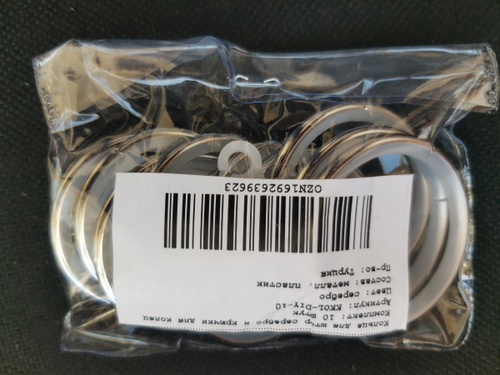 Кольца для штор серебро и крючки для колец
Комплект: 10 штук
Артикул: KKOL-DIY-10
Цвет: серебро
Состав: металл, пластик
Пр-во: Турция
OZN1692639623